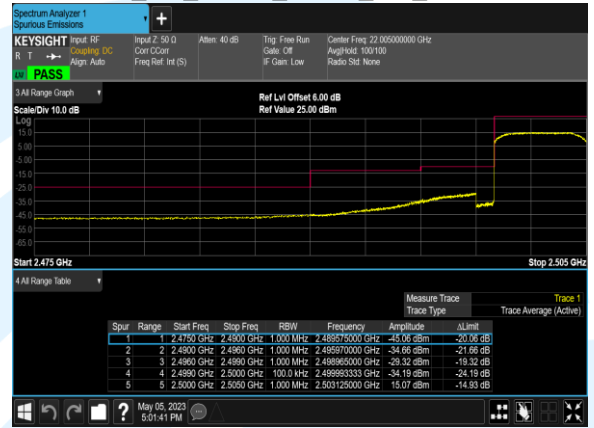 Spectrum Analyzer 1
Spurious Emissions
KEYSIGHT Input: RF Input Z: 50 Ω Atten: 40 dB Trig: Free Run Center Freq: 22.005000000 GHz
R T Coupling: DC Corr CCorr Gate: Off Avg|Hold: 100/100
Align: Auto Freq Ref: Int (S) IF Gain: Low Radio Std: None
PASS
3 All Range Graph
Ref Lvl Offset 6.00 dB
Scale/Div 10.0 dB Ref Value 25.00 dBm
Log
15.0
5.00
-5.00
-15.0
-25.0
-35.0
-45.0
-55.0
-65.0
Start 2.475 GHz Stop 2.505 GHz
4 All Range Table
Measure Trace Trace 1
Trace Type Trace Average (Active)
Spur Range Start Freq Stop Freq RBW Frequency Amplitude ΔLimit
1 1 2.4750 GHz 2.4900 GHz 1.000 MHz 2.489575000 GHz -45.06 dBm -20.06 dB
2 2 2.4900 GHz 2.4960 GHz 1.000 MHz 2.495970000 GHz -34.66 dBm -21.66 dB
3 3 2.4960 GHz 2.4990 GHz 1.000 MHz 2.498965000 GHz -29.32 dBm -19.32 dB
4 4 2.4990 GHz 2.5000 GHz 100.0 kHz 2.499993333 GHz -34.19 dBm -24.19 dB
5 5 2.5000 GHz 2.5050 GHz 1.000 MHz 2.503125000 GHz 15.07 dBm -14.93 dB
? May 05, 2023
5:01:41 PM